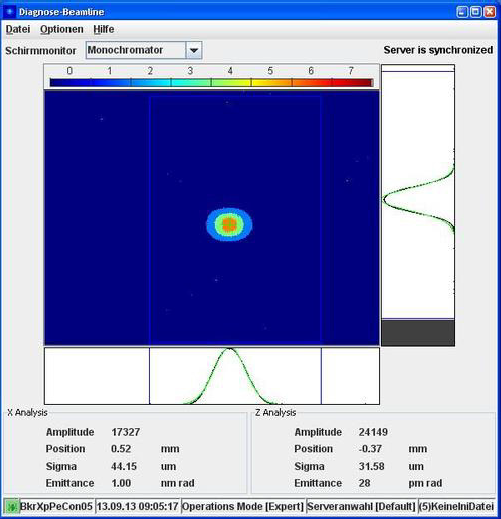 Diagnose-Beamline
Datei Optionen Hilfe
Schirmmonitor Monochromator Server is synchronized
0 1 2 3 4 5 6 7
X Analysis
Amplitude 17327
Position 0.52 mm
Sigma 44.15 um
Emittance 1.00 nm rad
Z Analysis
Amplitude 24149
Position -0.37 mm
Sigma 31.58 um
Emittance 28 pm rad
BkrXpPeCon05 13.09.13 09:05:17 Operations Mode [Expert] Serveranwahl [Default] (5)KeineIniDatei